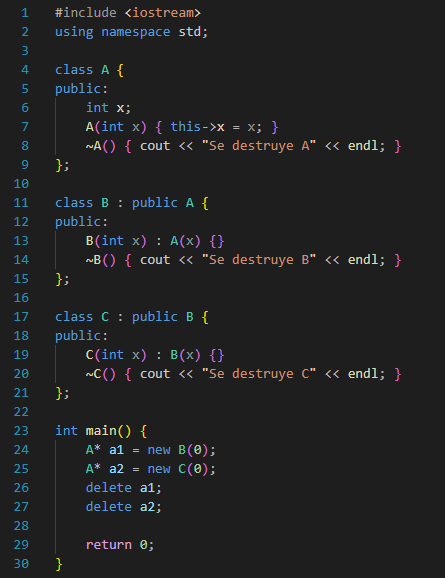 1 #include <iostream>
2 using namespace std;
3
4 class A {
5 public:
6     int x;
7     A(int x) { this->x = x; }
8     ~A() { cout << "Se destruye A" << endl; }
9 };
10
11 class B : public A {
12 public:
13     B(int x) : A(x) {}
14     ~B() { cout << "Se destruye B" << endl; }
15 };
16
17 class C : public B {
18 public:
19     C(int x) : B(x) {}
20     ~C() { cout << "Se destruye C" << endl; }
21 };
22
23 int main() {
24     A* a1 = new B(0);
25     A* a2 = new C(0);
26     delete a1;
27     delete a2;
28
29     return 0;
30 }